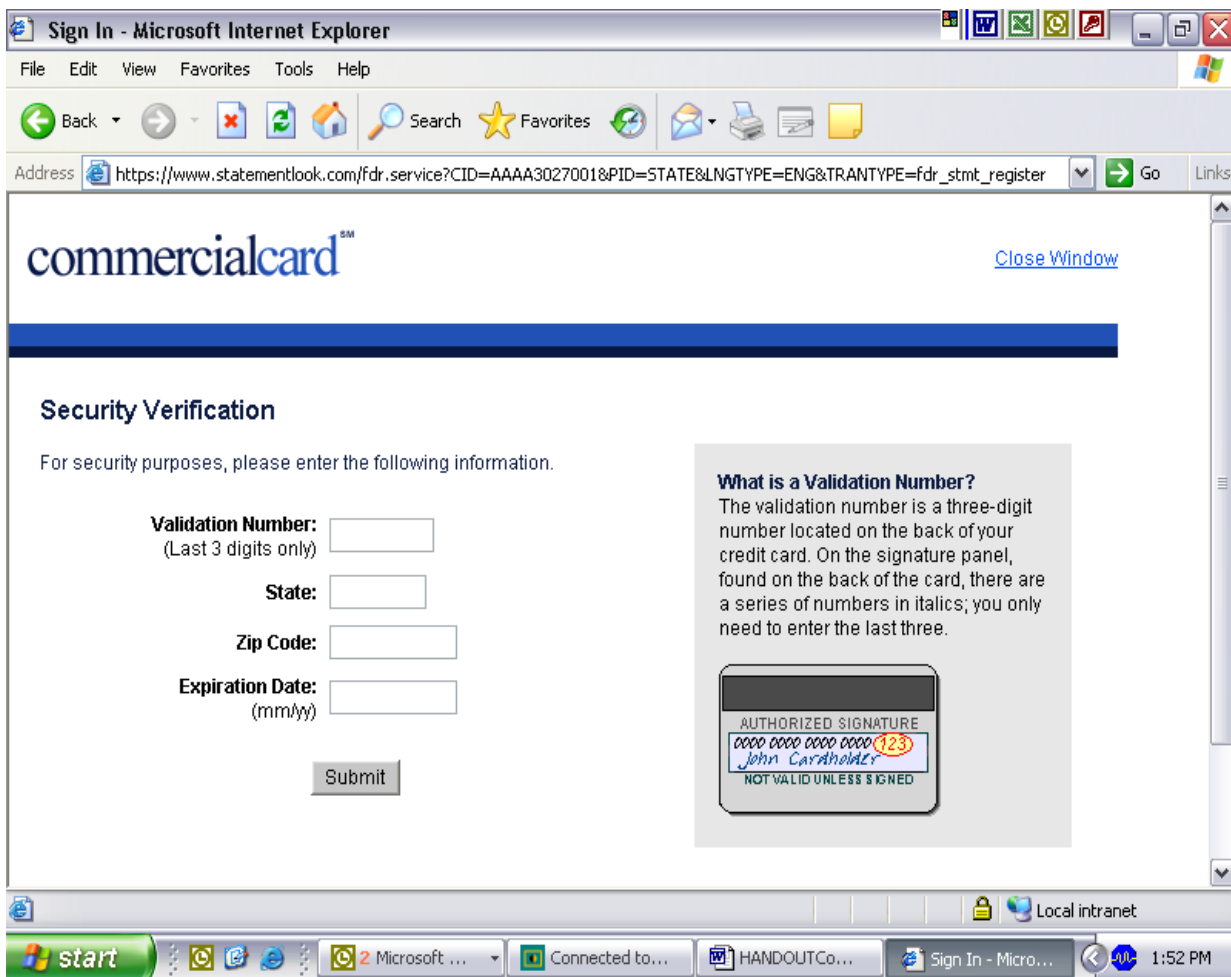 Sign In - Microsoft Internet Explorer
File Edit View Favorites Tools Help
Back Search Favorites
Address https://www.statementlook.com/fdr.service?CID=AAAA3027001&PID=STATE&LNGTYPE=ENG&TRANTYPE=fdr_stmt_register Go Links
commercialcard℠
Close Window
Security Verification
For security purposes, please enter the following information.
Validation Number:
(Last 3 digits only)
State:
Zip Code:
Expiration Date:
(mm/yy)
Submit
What is a Validation Number?
The validation number is a three-digit
number located on the back of your
credit card. On the signature panel,
found on the back of the card, there are
a series of numbers in italics; you only
need to enter the last three.
AUTHORIZED SIGNATURE
0000 0000 0000 0000 123
John Cardholder
NOT VALID UNLESS SIGNED
Local intranet
start 2 Microsoft ... Connected to... HANDOUTCo... Sign In - Micro... 1:52 PM